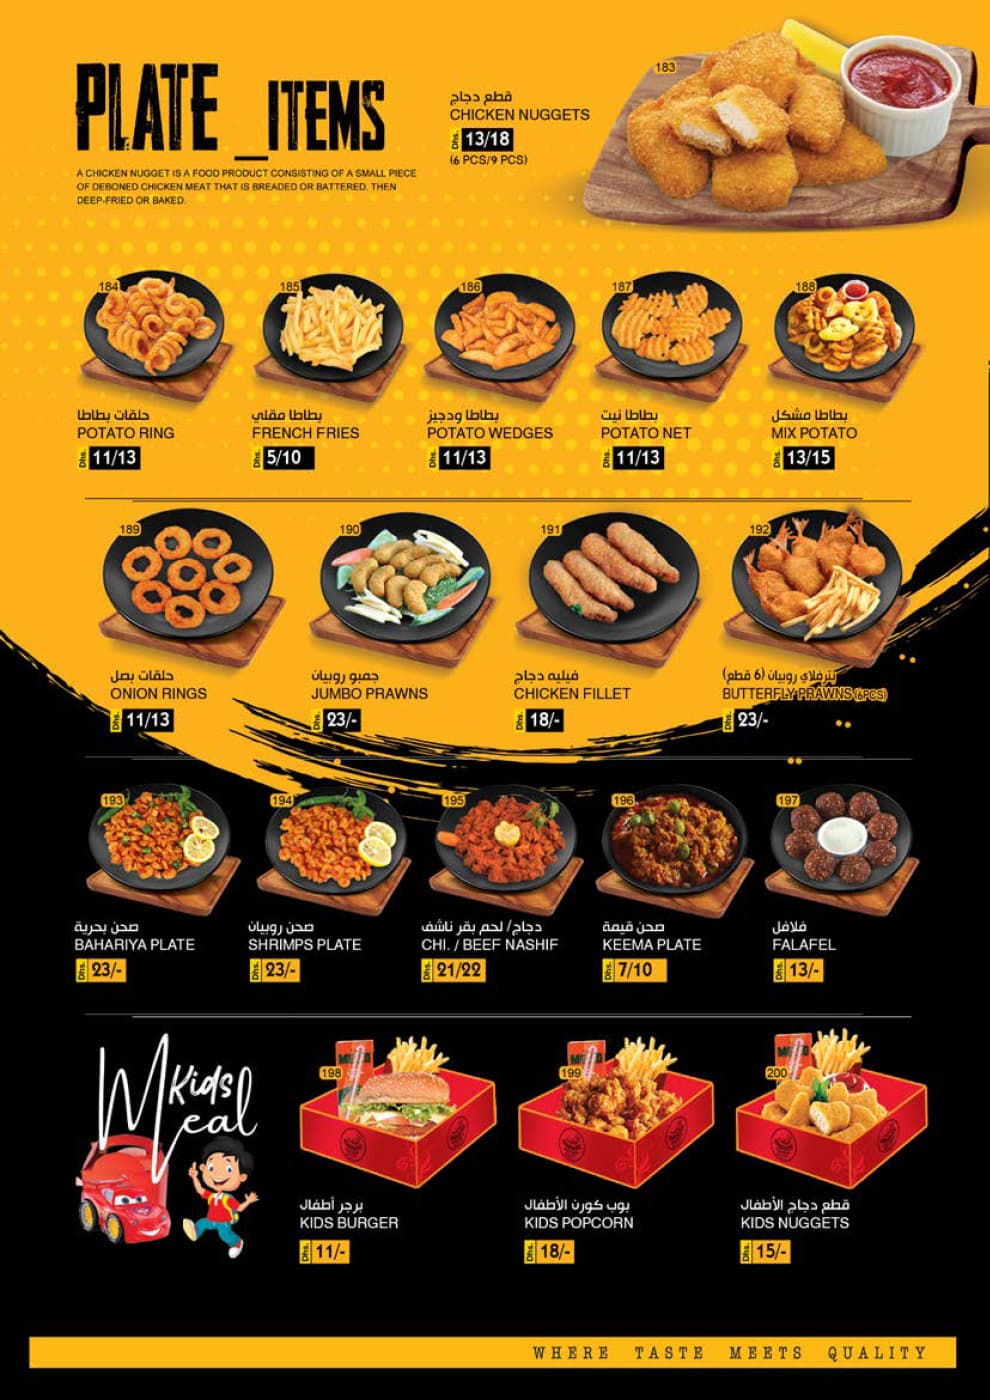 PLATE _ITEMS
A CHICKEN NUGGET IS A FOOD PRODUCT CONSISTING OF A SMALL PIECE
OF DEBONED CHICKEN MEAT THAT IS BREADED OR BATTERED, THEN
DEEP-FRIED OR BAKED.
قطع دجاج
CHICKEN NUGGETS
Dhs. 13/18
(6 PCS/9 PCS)
183
184
185
186
187
188
حلقات بطاطا
POTATO RING
Dhs. 11/13
بطاطا مقلي
FRENCH FRIES
Dhs. 5/10
بطاطا ودجيز
POTATO WEDGES
Dhs. 11/13
بطاطا نيت
POTATO NET
Dhs. 11/13
بطاطا مشكل
MIX POTATO
Dhs. 13/15
189
190
191
192
حلقات بصل
ONION RINGS
Dhs. 11/13
جمبو روبيان
JUMBO PRAWNS
Dhs. 23/-
فيليه دجاج
CHICKEN FILLET
Dhs. 18/-
بترفلاي روبيان (6 قطع)
BUTTERFLY PRAWNS (6PCS)
Dhs. 23/-
193
194
195
196
197
صحن بحرية
BAHARIYA PLATE
Dhs. 23/-
صحن روبيان
SHRIMPS PLATE
Dhs. 23/-
دجاج/ لحم بقر ناشف
CHI. / BEEF NASHIF
Dhs. 21/22
صحن قيمة
KEEMA PLATE
Dhs. 7/10
فلافل
FALAFEL
Dhs. 13/-
Kids
Meal
198
199
200
برجر أطفال
KIDS BURGER
Dhs. 11/-
بوب كورن الأطفال
KIDS POPCORN
Dhs. 18/-
قطع دجاج الأطفال
KIDS NUGGETS
Dhs. 15/-
WHERE TASTE MEETS QUALITY